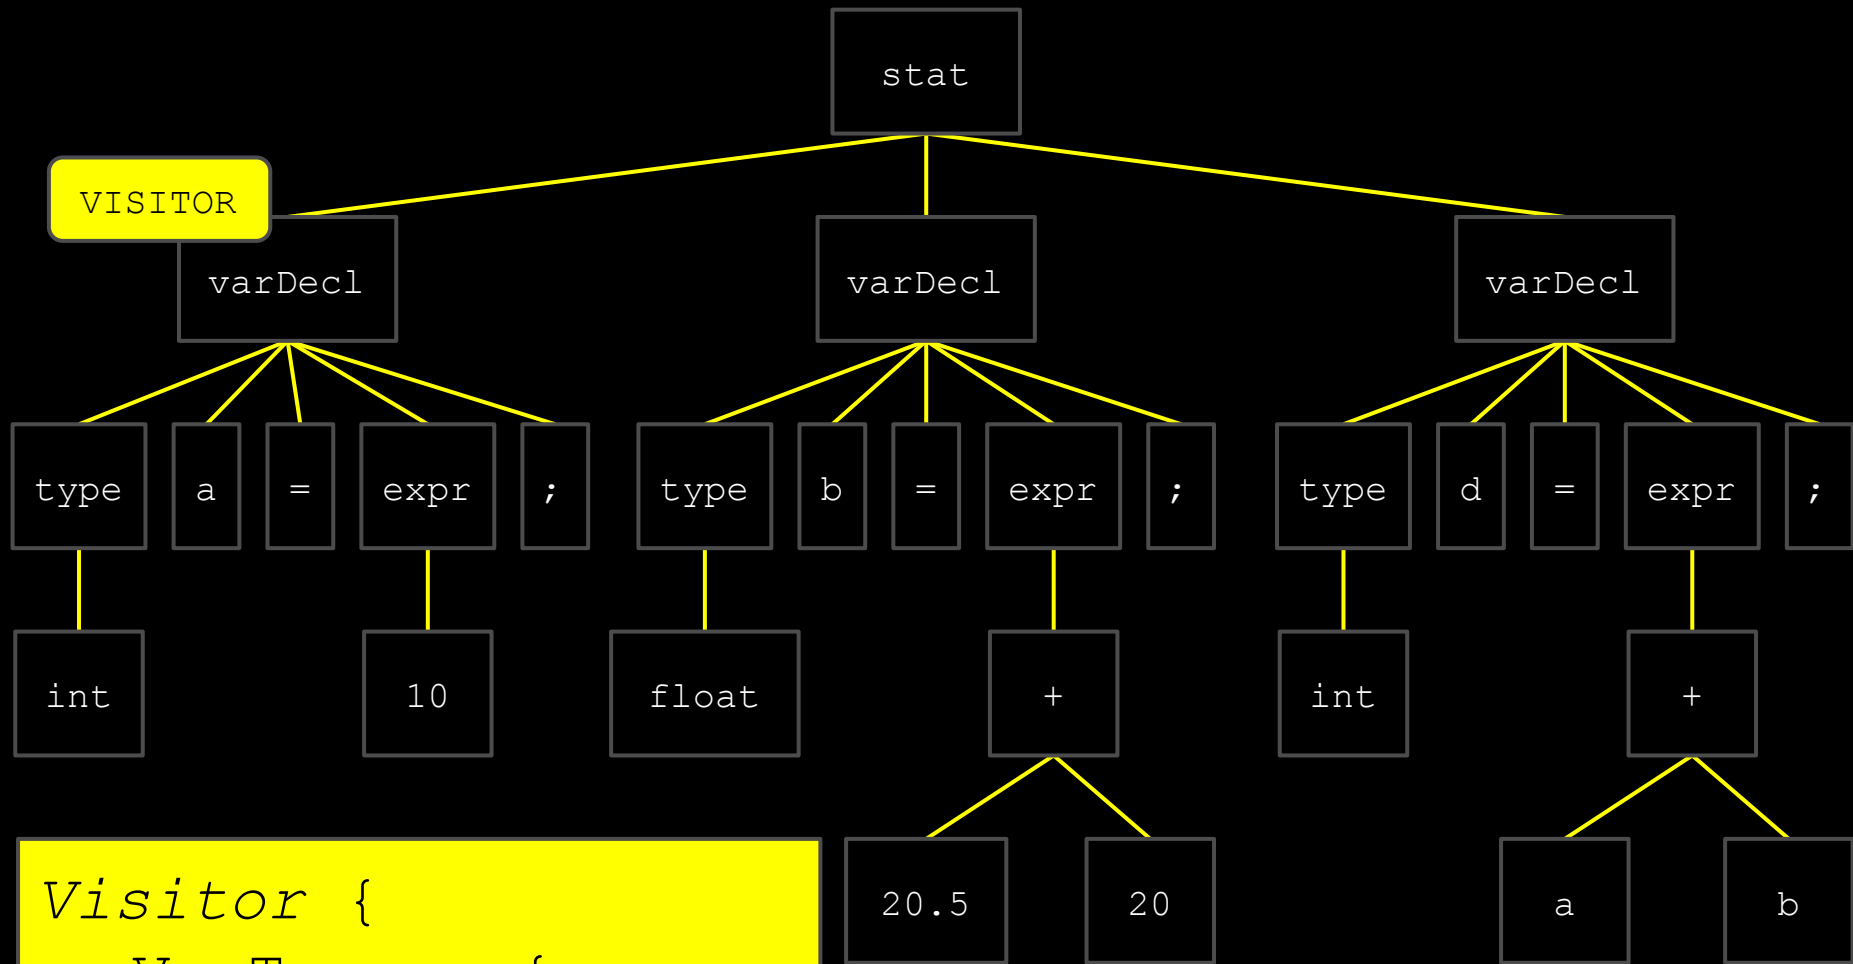 stat
VISITOR
varDecl varDecl varDecl
type a = expr ; type b = expr ; type d = expr ;
int 10 float + int +
20.5 20 a b
Visitor {